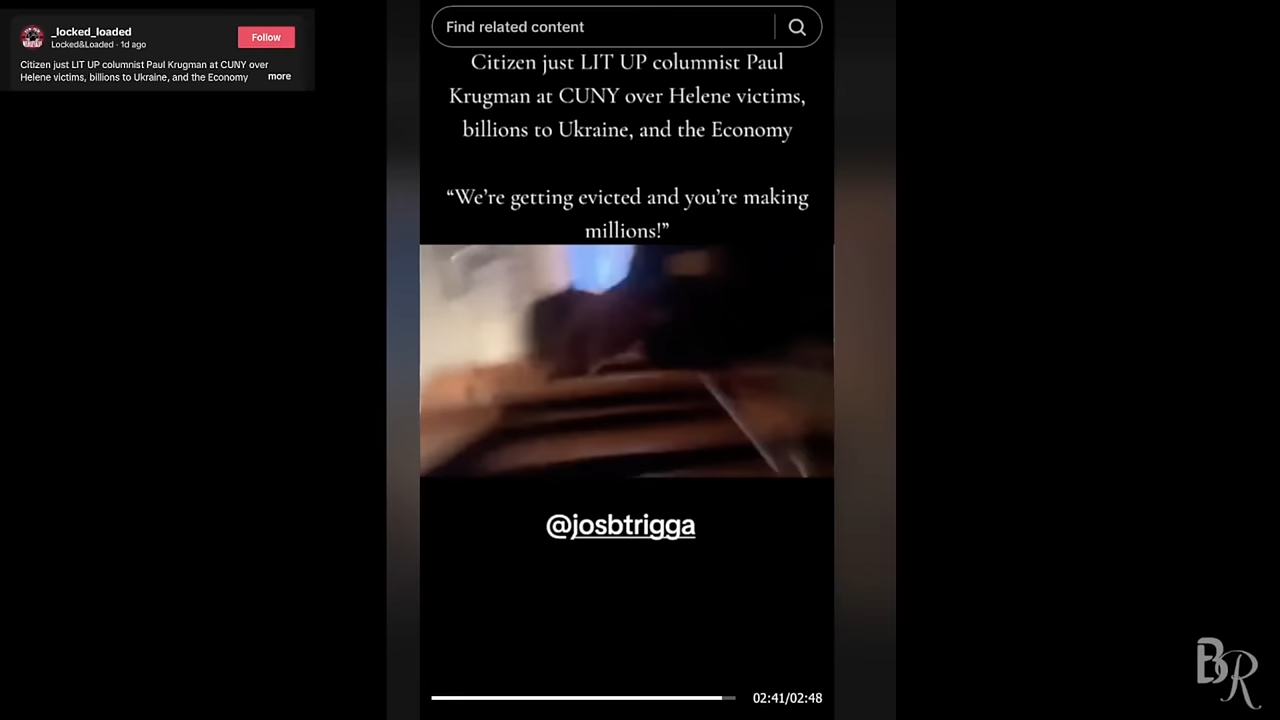 _locked_loaded
Locked&Loaded · 1d ago
Follow
Citizen just LIT UP columnist Paul Krugman at CUNY over
Helene victims, billions to Ukraine, and the Economy more
Find related content
Citizen just LIT UP columnist Paul
Krugman at CUNY over Helene victims,
billions to Ukraine, and the Economy
“We’re getting evicted and you’re making
millions!”
@josbtrigga
02:41/02:48
BR